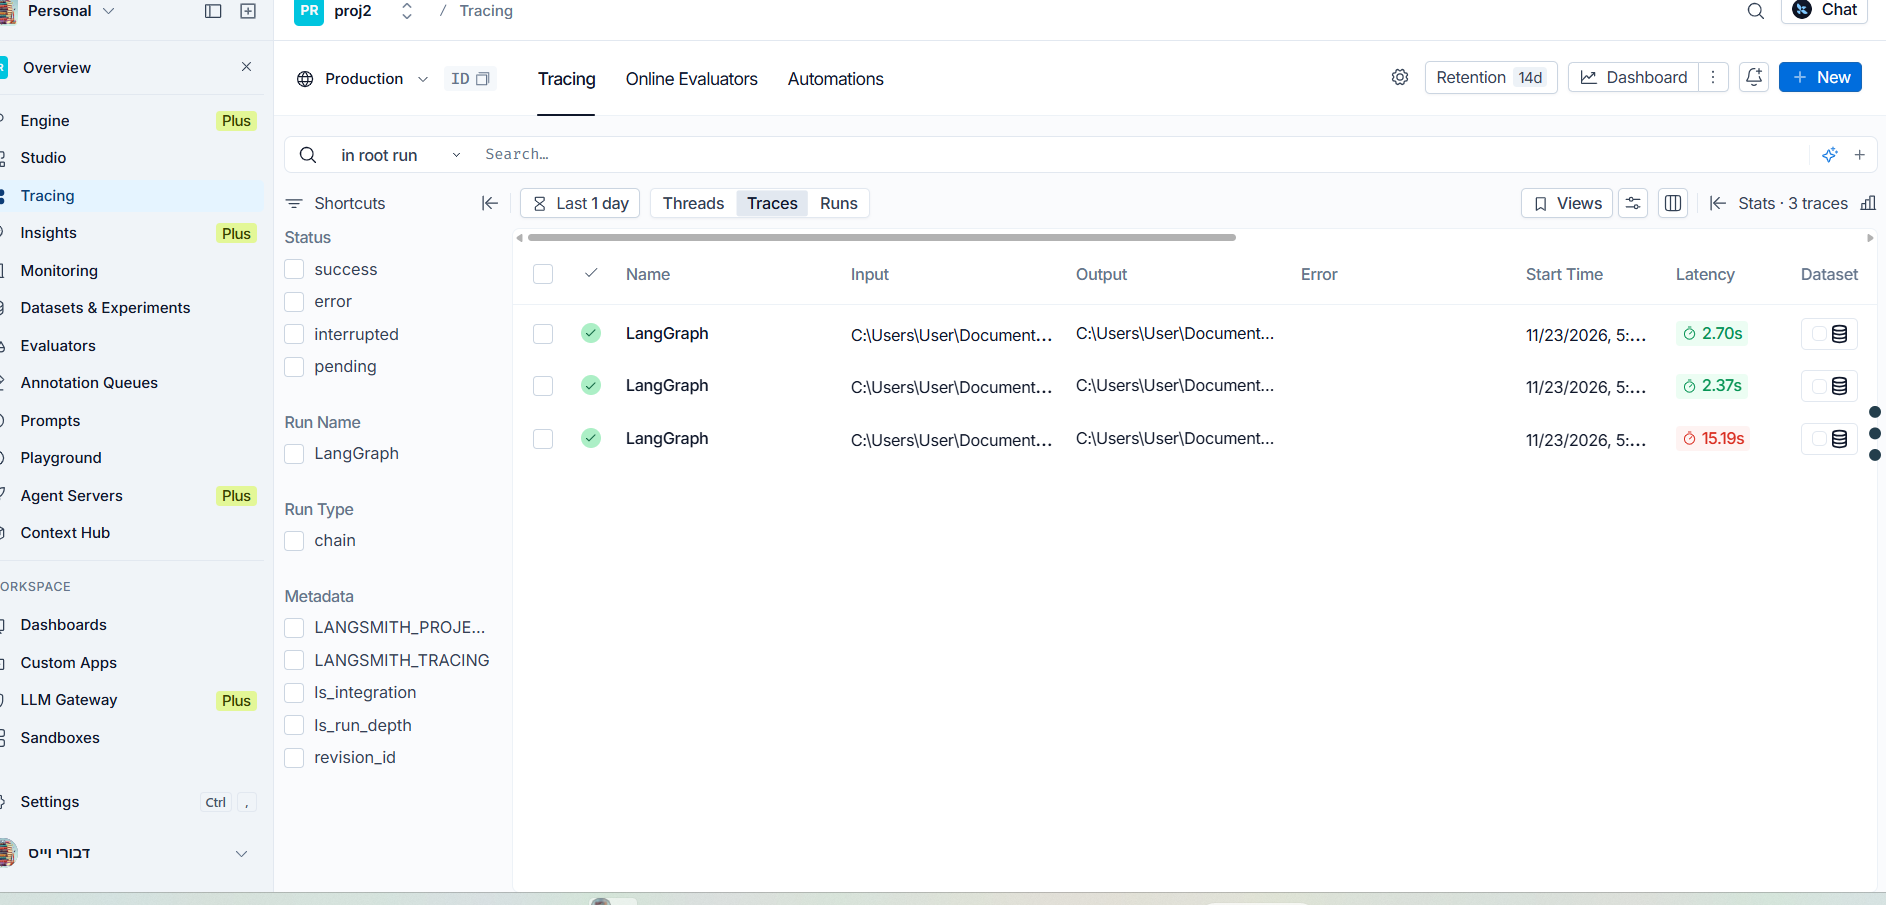 Personal
PR proj2 / Tracing
Chat
Overview
Production ID Tracing Online Evaluators Automations
Retention 14d Dashboard New
Engine Plus
Studio
Tracing
Insights Plus
Monitoring
Datasets & Experiments
Evaluators
Annotation Queues
Prompts
Playground
Agent Servers Plus
Context Hub
ORKSPACE
Dashboards
Custom Apps
LLM Gateway Plus
Sandboxes
Settings Ctrl ,
דבורי וייס
in root run Search...
Shortcuts
Status
success
error
interrupted
pending
Run Name
LangGraph
Run Type
chain
Metadata
LANGSMITH_PROJE...
LANGSMITH_TRACING
ls_integration
ls_run_depth
revision_id
Last 1 day Threads Traces Runs Views Stats · 3 traces
Name Input Output Error Start Time Latency Dataset
LangGraph C:\Users\User\Document... C:\Users\User\Document... 11/23/2026, 5:... 2.70s
LangGraph C:\Users\User\Document... C:\Users\User\Document... 11/23/2026, 5:... 2.37s
LangGraph C:\Users\User\Document... C:\Users\User\Document... 11/23/2026, 5:... 15.19s